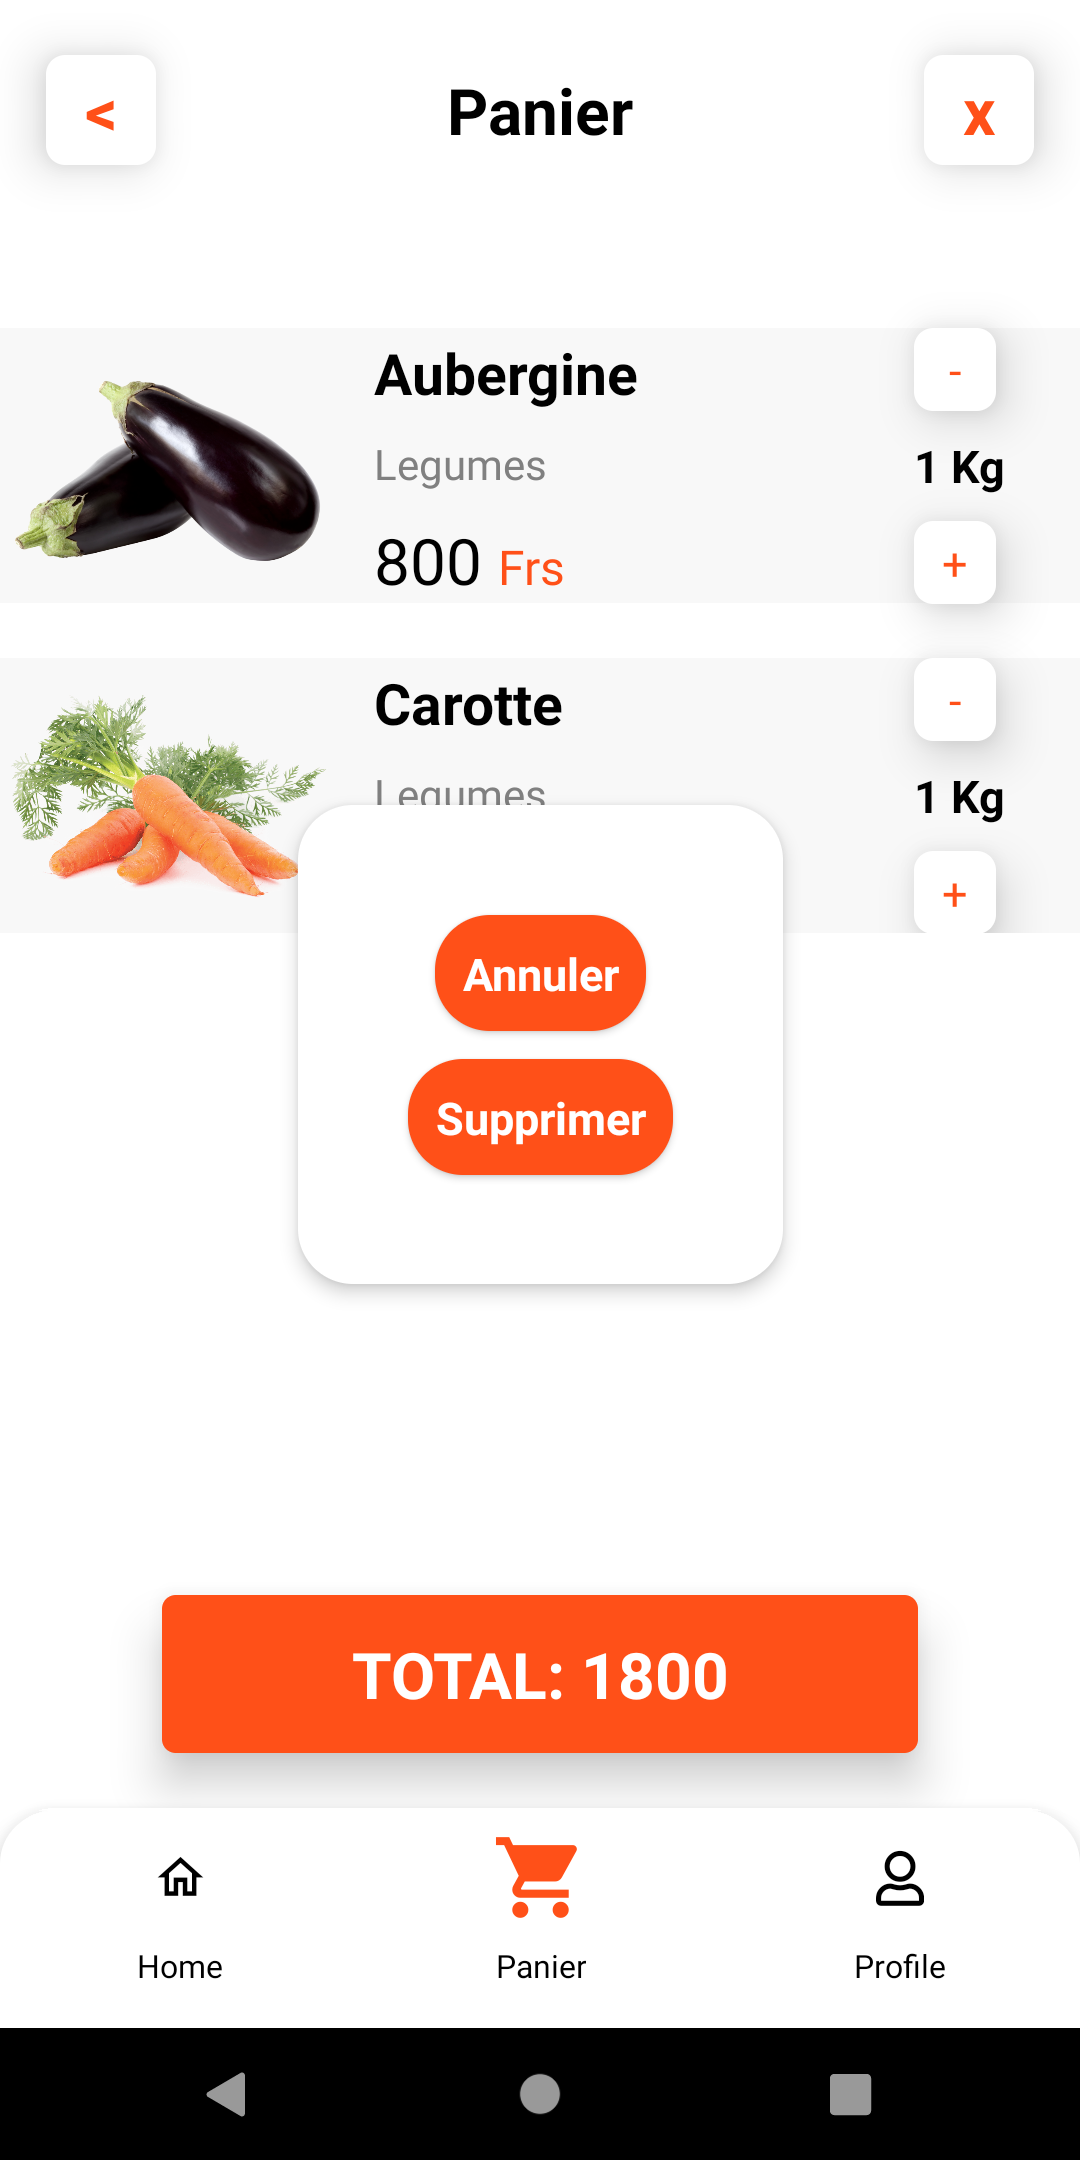 < Panier x
Aubergine
-
Legumes
1 Kg
800 Frs
+
Carotte
-
Legumes
1 Kg
+
Annuler
Supprimer
TOTAL: 1800
Home Panier Profile